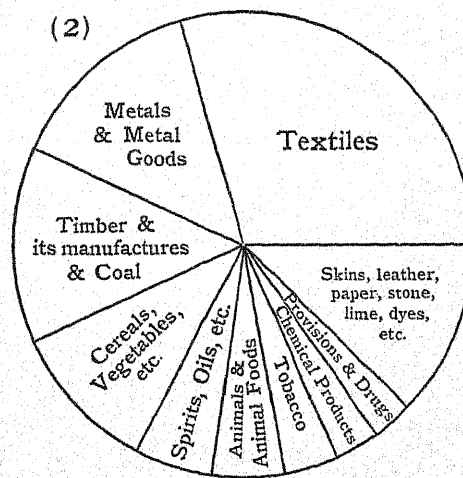 (2)
Textiles
Metals
& Metal
Goods
Timber &
its manufactures
& Coal
Cereals,
Vegetables,
etc.
Spirits, Oils, etc.
Animals &
Animal Foods
Tobacco
Chemical Products
Provisions & Drugs
Skins, leather,
paper, stone,
lime, dyes,
etc.